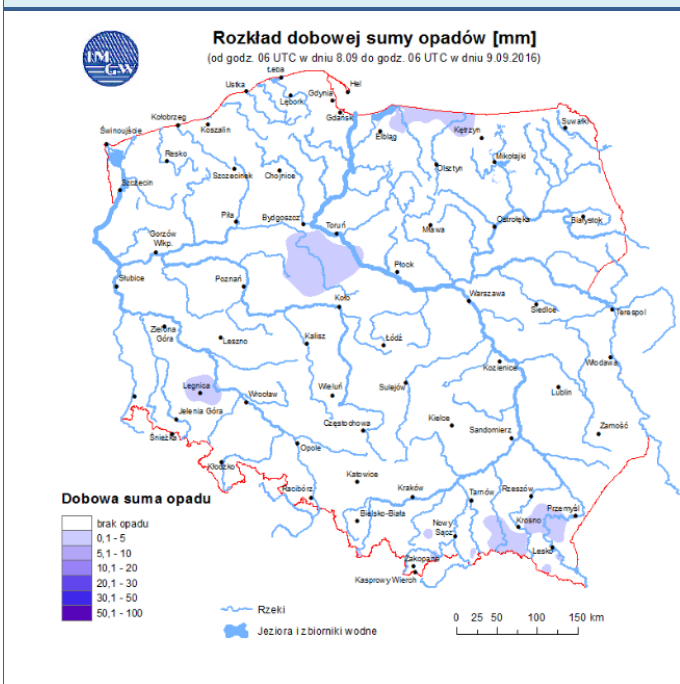 Rozkład dobowej sumy opadów [mm]
(od godz. 06 UTC w dniu 8.09 do godz. 06 UTC w dniu 9.09.2016)
IM
GW
Łeba
Hel
Ustka
Gdynia
Lębork
Gdańsk
Suwałki
Kołobrzeg
Koszalin
Elbląg
Kętrzyn
Świnoujście
Resko
Mikołajki
Szczecinek
Chojnice
Olsztyn
Szczecin
Piła
Bydgoszcz
Toruń
Mława
Ostrołęka
Białystok
Gorzów
Wlkp.
Płock
Słubice
Poznań
Koło
Warszawa
Siedlce
Terespol
Zielona
Góra
Leszno
Kalisz
Łódź
Kozienice
Włodawa
Legnica
Wrocław
Wieluń
Sulejów
Lublin
Jelenia Góra
Śnieżka
Częstochowa
Kielce
Sandomierz
Zamość
Opole
Kłodzko
Katowice
Racibórz
Kraków
Tarnów
Rzeszów
Przemyśl
Bielsko-Biała
Nowy
Sącz
Krosno
Lesko
Zakopane
Kasprowy Wierch
Dobowa suma opadu
brak opadu
0,1 - 5
5,1 - 10
10,1 - 20
20,1 - 30
30,1 - 50
50,1 - 100
Rzeki
Jeziora i zbiorniki wodne
0 25 50 100 150 km